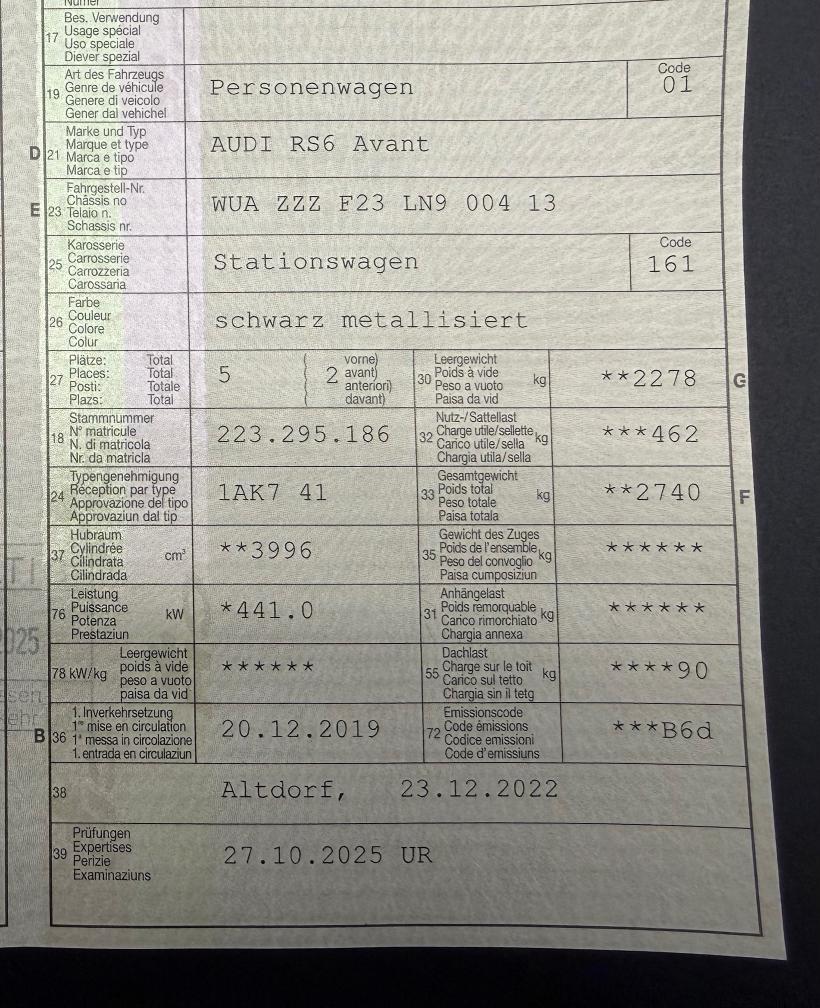 17 Bes. Verwendung
Usage spécial
Uso speciale
Diever spezial
19 Art des Fahrzeugs
Genre de véhicule
Genere di veicolo
Gener dal vehichel
Personenwagen
Code
01
D 21 Marke und Typ
Marque et type
Marca e tipo
Marca e tip
AUDI RS6 Avant
E 23 Fahrgestell-Nr.
Châssis no
Telaio n.
Schassis nr.
WUA ZZZ F23 LN9 004 13
25 Karosserie
Carrosserie
Carrozzeria
Carossaria
Stationswagen
Code
161
26 Farbe
Couleur
Colore
Colur
schwarz metallisiert
27 Plätze: Total
Places: Total
Posti: Totale
Plazs: Total
5 ( 2 vorne)
( avant)
( anteriori)
( davant)
30 Leergewicht
Poids à vide
Peso a vuoto
Paisa da vid
kg
**2278
G
18 Stammnummer
N° matricule
N. di matricola
Nr. da matricla
223.295.186
32 Nutz-/Sattellast
Charge utile/sellette
Carico utile/sella
Chargia utila/sella
kg
***462
24 Typengenehmigung
Réception par type
Approvazione del tipo
Approvaziun dal tip
1AK7 41
33 Gesamtgewicht
Poids total
Peso totale
Paisa totala
kg
**2740
F
37 Hubraum
Cylindrée
Cilindrata
Cilindrada
cm³
**3996
35 Gewicht des Zuges
Poids de l'ensemble
Peso del convoglio
Paisa cumposiziun
kg
******
76 Leistung
Puissance
Potenza
Prestaziun
kW
*441.0
31 Anhängelast
Poids remorquable
Carico rimorchiato
Chargia annexa
kg
******
78 kW/kg Leergewicht
poids à vide
peso a vuoto
paisa da vid
******
55 Dachlast
Charge sur le toit
Carico sul tetto
Chargia sin il tetg
kg
****90
B 36 1. Inverkehrsetzung
1re mise en circulation
1a messa in circolazione
1. entrada en circulaziun
20.12.2019
72 Emissionscode
Code émissions
Codice emissioni
Code d'emissiuns
***B6d
38 Altdorf, 23.12.2022
39 Prüfungen
Expertises
Perizie
Examinaziuns
27.10.2025 UR